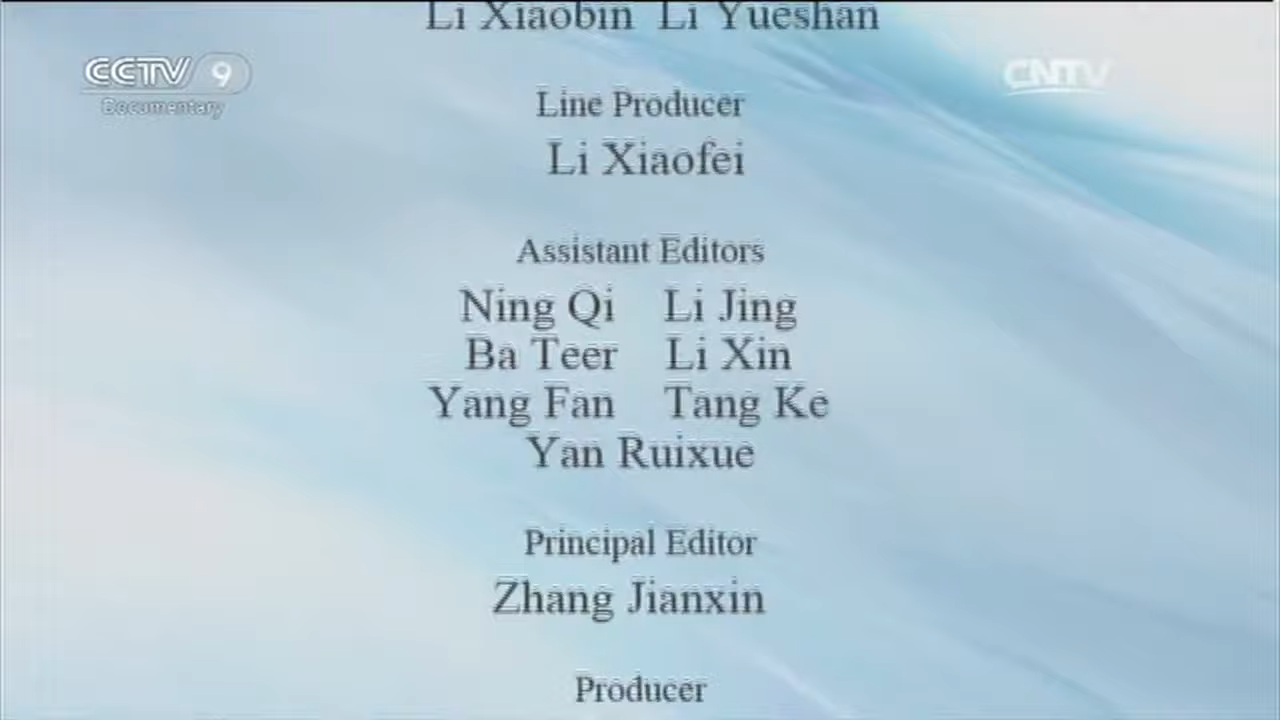 Li Xiaobin Li Yueshan
CCTV 9
Documentary
CNTV
Line Producer
Li Xiaofei
Assistant Editors
Ning Qi Li Jing
Ba Teer Li Xin
Yang Fan Tang Ke
Yan Ruixue
Principal Editor
Zhang Jianxin
Producer